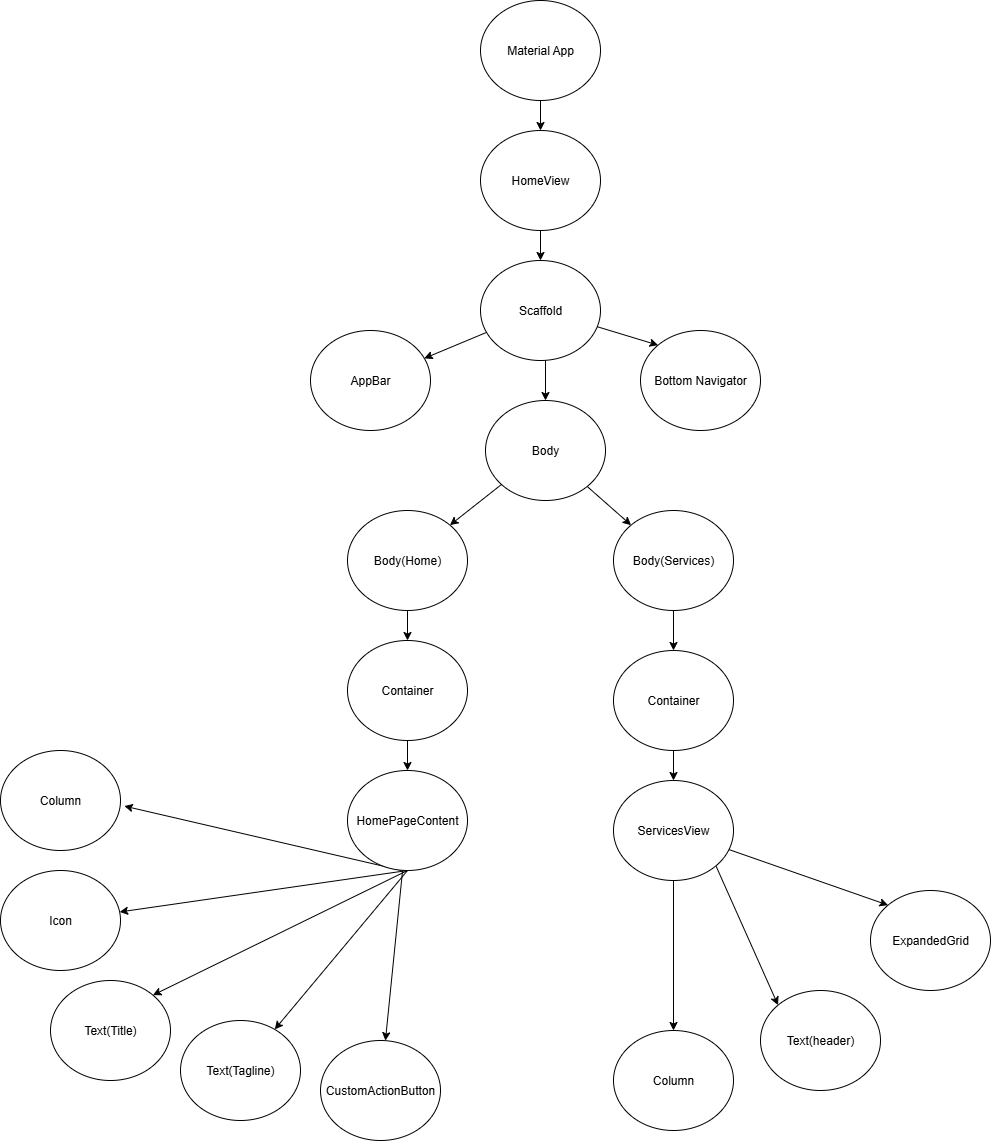 Material App
HomeView
Scaffold
AppBar
Bottom Navigator
Body
Body(Home)
Body(Services)
Container
Container
Column
HomePageContent
ServicesView
Icon
ExpandedGrid
Text(Title)
Text(header)
Text(Tagline)
Column
CustomActionButton